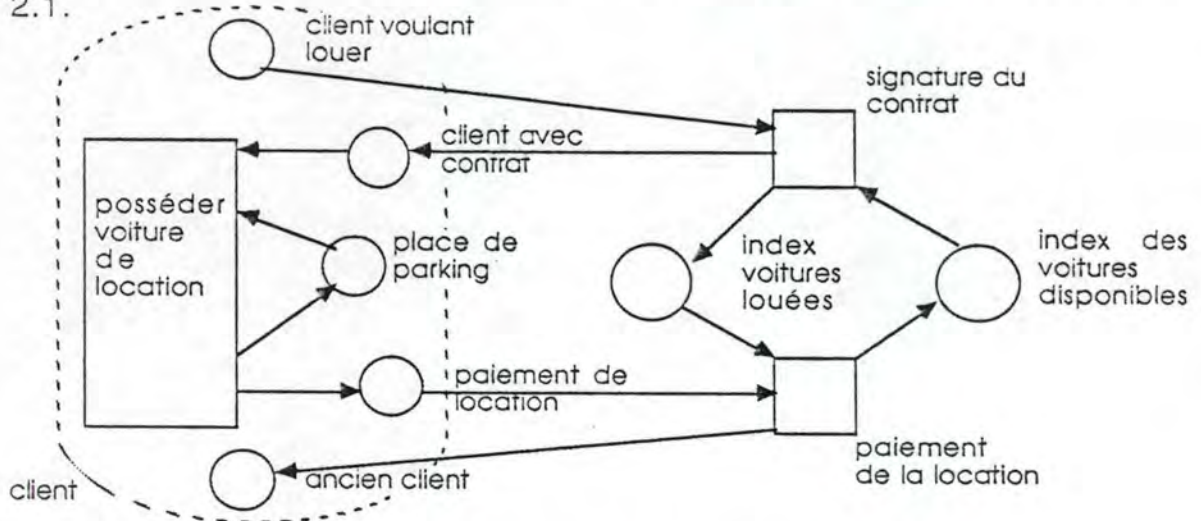 2.1.
client voulant
louer
signature du
contrat
client avec
contrat
posséder
voiture
de
location
place de
parking
index
voitures
louées
index des
voitures
disponibles
paiement de
location
paiement
de la location
client
ancien client